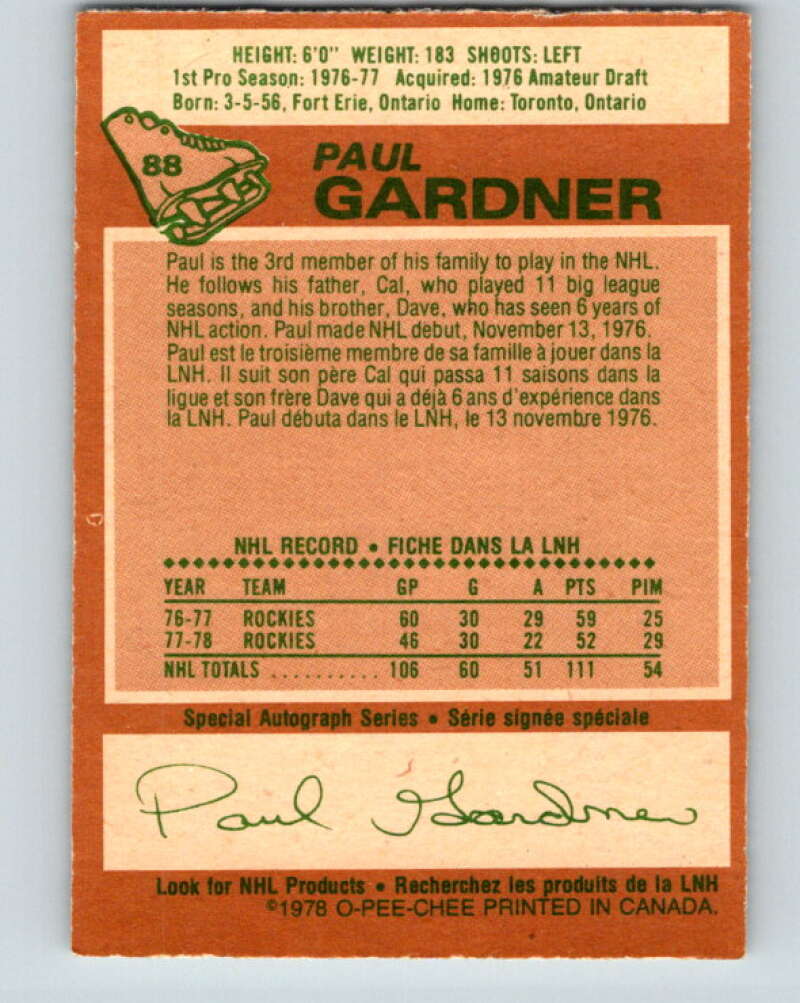 HEIGHT: 6'0" WEIGHT: 183 SHOOTS: LEFT
1st Pro Season: 1976-77 Acquired: 1976 Amateur Draft
Born: 3-5-56, Fort Erie, Ontario Home: Toronto, Ontario
88
PAUL
GARDNER
Paul is the 3rd member of his family to play in the NHL.
He follows his father, Cal, who played 11 big league
seasons, and his brother, Dave, who has seen 6 years of
NHL action. Paul made NHL debut, November 13, 1976.
Paul est le troisième membre de sa famille à jouer dans la
LNH. Il suit son père Cal qui passa 11 saisons dans la
ligue et son frère Dave qui a déjà 6 ans d'expérience dans
la LNH. Paul débuta dans le LNH, le 13 novembre 1976.
NHL RECORD • FICHE DANS LA LNH
YEAR TEAM GP G A PTS PIM
76-77 ROCKIES 60 30 29 59 25
77-78 ROCKIES 46 30 22 52 29
NHL TOTALS .......... 106 60 51 111 54
Special Autograph Series • Série signée spéciale
Paul Gardner
Look for NHL Products • Recherchez les produits de la LNH
©1978 O-PEE-CHEE PRINTED IN CANADA.